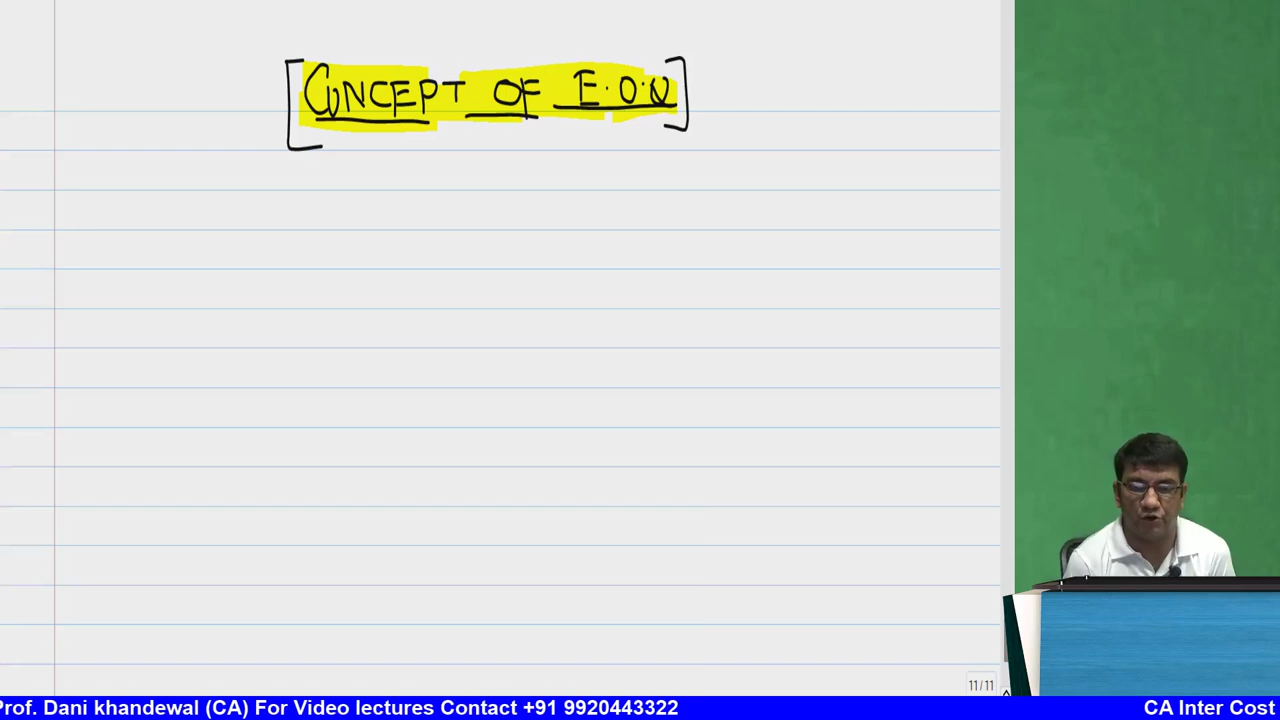 [CONCEPT OF E.O.Q]
11/11
Prof. Dani khandewal (CA) For Video lectures Contact +91 9920443322
CA Inter Cost